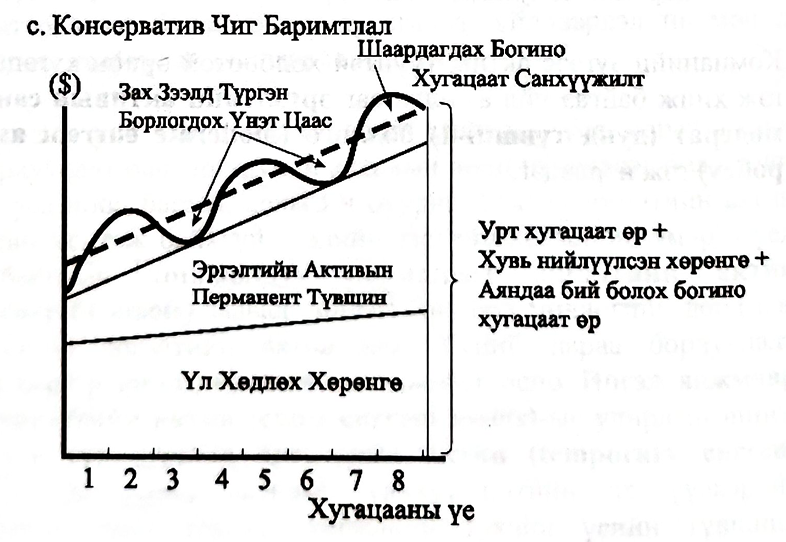 с. Консерватив Чиг Баримтлал
Шаардагдах Богино
Хугацаат Санхүүжилт
($)
Зах Зээлд Түргэн
Борлогдох Үнэт Цаас
Урт хугацаат өр +
Хувь нийлүүлсэн хөрөнгө +
Аяндаа бий болох богино
хугацаат өр
Эргэлтийн Активын
Перманент Түвшин
Үл Хөдлөх Хөрөнгө
1 2 3 4 5 6 7 8
Хугацааны үе